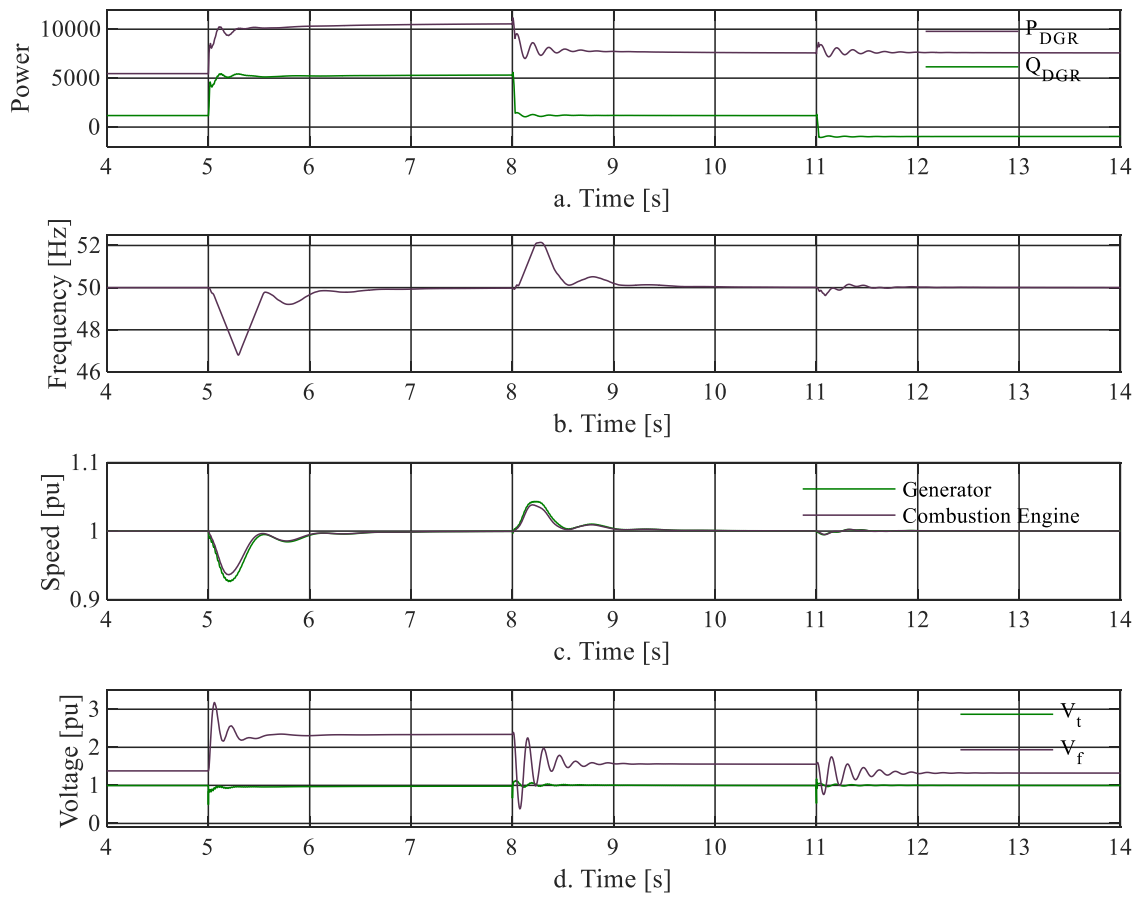 10000
5000
0
Power
P_DGR
Q_DGR
4 5 6 7 8 9 10 11 12 13 14
a. Time [s]
52
50
48
46
Frequency [Hz]
4 5 6 7 8 9 10 11 12 13 14
b. Time [s]
1.1
1
0.9
Speed [pu]
Generator
Combustion Engine
4 5 6 7 8 9 10 11 12 13 14
c. Time [s]
3
2
1
0
Voltage [pu]
V_t
V_f
4 5 6 7 8 9 10 11 12 13 14
d. Time [s]